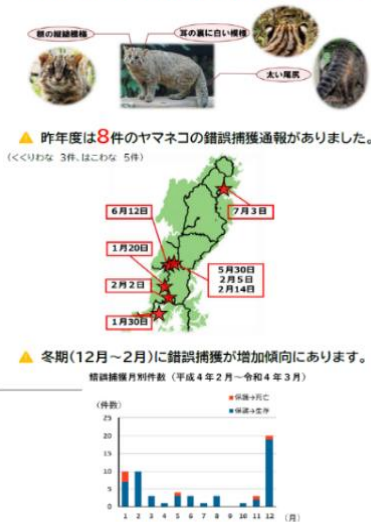 額の縦縞模様
耳の裏に白い模様
太い尾尻
昨年度は8件のヤマネコの錯誤捕獲通報がありました。
(くくりわな 3件、はこわな 5件)
7月3日
6月12日
1月20日
5月30日
2月5日
2月14日
2月2日
1月30日
冬期(12月~2月)に錯誤捕獲が増加傾向にあります。
錯誤捕獲月別件数(平成4年2月~令和4年3月)
(件数)
■保護→死亡
■保護→生存
25
20
15
10
5
0
1 2 3 4 5 6 7 8 9 10 11 12 (月)